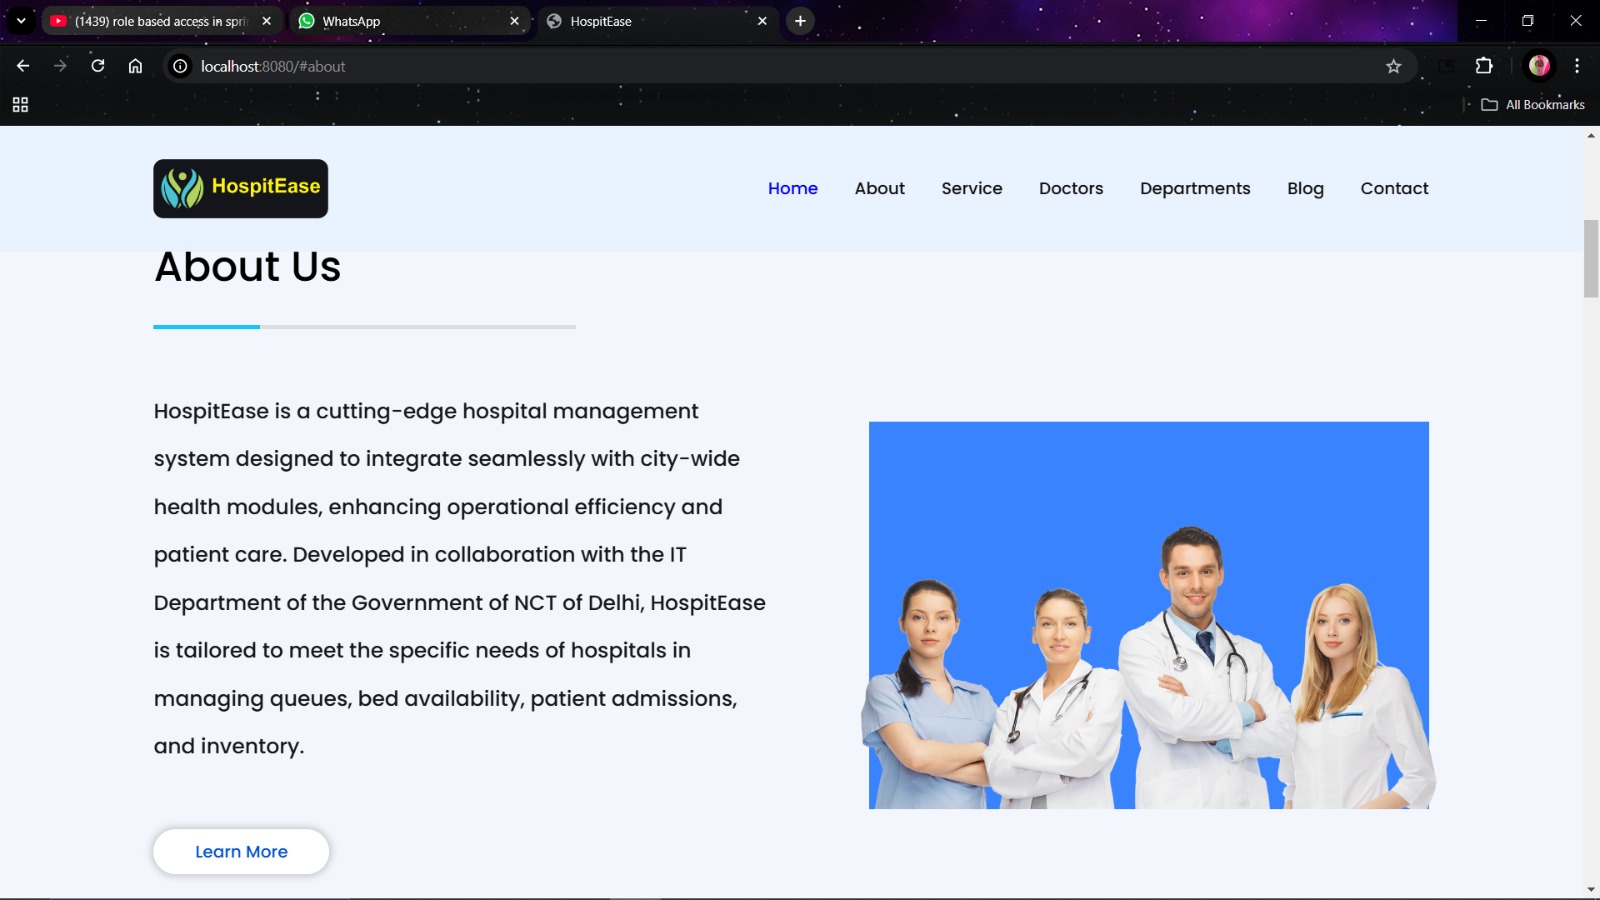 (1439) role based access in spri
WhatsApp
HospitEase
localhost:8080/#about
All Bookmarks
HospitEase
Home About Service Doctors Departments Blog Contact
About Us
HospitEase is a cutting-edge hospital management
system designed to integrate seamlessly with city-wide
health modules, enhancing operational efficiency and
patient care. Developed in collaboration with the IT
Department of the Government of NCT of Delhi, HospitEase
is tailored to meet the specific needs of hospitals in
managing queues, bed availability, patient admissions,
and inventory.
Learn More